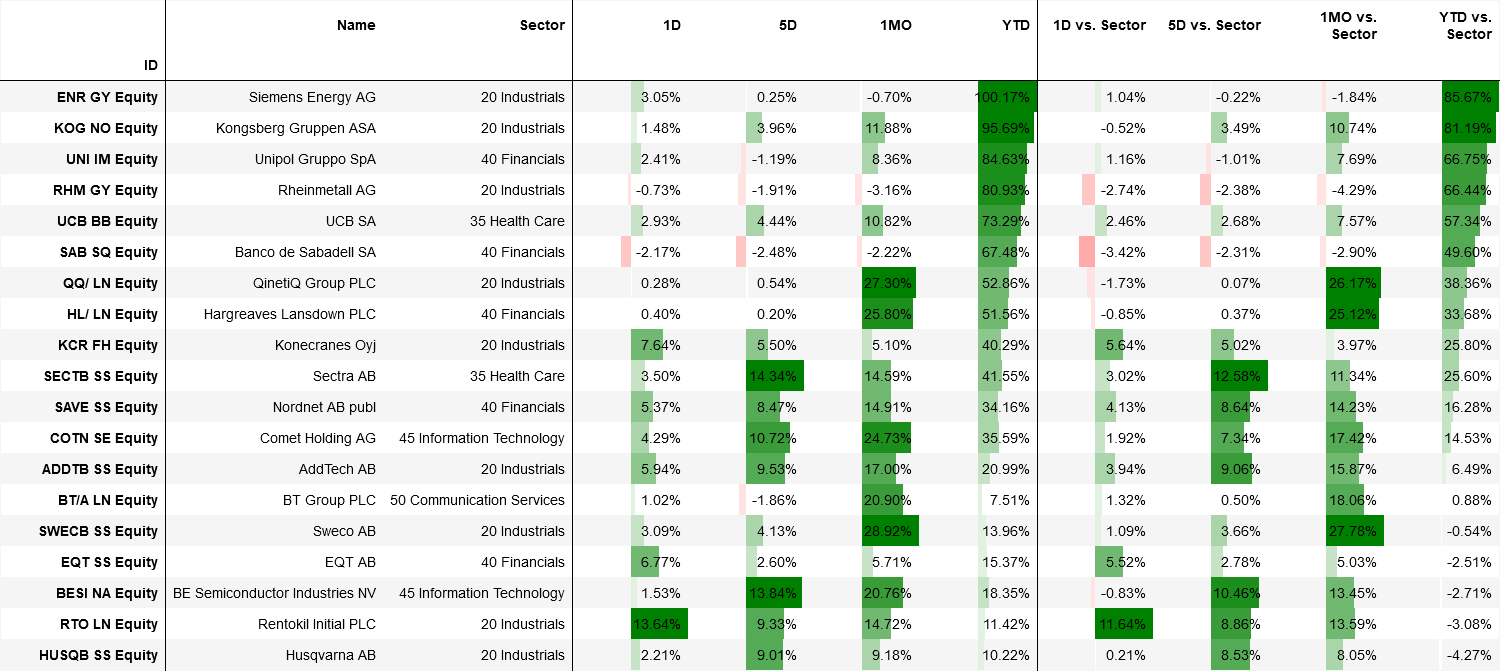 Name Sector 1D 5D 1MO YTD 1D vs. Sector 5D vs. Sector 1MO vs. Sector YTD vs. Sector
ID
ENR GY Equity Siemens Energy AG 20 Industrials 3.05% 0.25% -0.70% 100.17% 1.04% -0.22% -1.84% 85.67%
KOG NO Equity Kongsberg Gruppen ASA 20 Industrials 1.48% 3.96% 11.88% 95.69% -0.52% 3.49% 10.74% 81.19%
UNI IM Equity Unipol Gruppo SpA 40 Financials 2.41% -1.19% 8.36% 84.63% 1.16% -1.01% 7.69% 66.75%
RHM GY Equity Rheinmetall AG 20 Industrials -0.73% -1.91% -3.16% 80.93% -2.74% -2.38% -4.29% 66.44%
UCB BB Equity UCB SA 35 Health Care 2.93% 4.44% 10.82% 73.29% 2.46% 2.68% 7.57% 57.34%
SAB SQ Equity Banco de Sabadell SA 40 Financials -2.17% -2.48% -2.22% 67.48% -3.42% -2.31% -2.90% 49.60%
QQ/ LN Equity QinetiQ Group PLC 20 Industrials 0.28% 0.54% 27.30% 52.86% -1.73% 0.07% 26.17% 38.36%
HL/ LN Equity Hargreaves Lansdown PLC 40 Financials 0.40% 0.20% 25.80% 51.56% -0.85% 0.37% 25.12% 33.68%
KCR FH Equity Konecranes Oyj 20 Industrials 7.64% 5.50% 5.10% 40.29% 5.64% 5.02% 3.97% 25.80%
SECTB SS Equity Sectra AB 35 Health Care 3.50% 14.34% 14.59% 41.55% 3.02% 12.58% 11.34% 25.60%
SAVE SS Equity Nordnet AB publ 40 Financials 5.37% 8.47% 14.91% 34.16% 4.13% 8.64% 14.23% 16.28%
COTN SE Equity Comet Holding AG 45 Information Technology 4.29% 10.72% 24.73% 35.59% 1.92% 7.34% 17.42% 14.53%
ADDTB SS Equity AddTech AB 20 Industrials 5.94% 9.53% 17.00% 20.99% 3.94% 9.06% 15.87% 6.49%
BT/A LN Equity BT Group PLC 50 Communication Services 1.02% -1.86% 20.90% 7.51% 1.32% 0.50% 18.06% 0.88%
SWECB SS Equity Sweco AB 20 Industrials 3.09% 4.13% 28.92% 13.96% 1.09% 3.66% 27.78% -0.54%
EQT SS Equity EQT AB 40 Financials 6.77% 2.60% 5.71% 15.37% 5.52% 2.78% 5.03% -2.51%
BESI NA Equity BE Semiconductor Industries NV 45 Information Technology 1.53% 13.84% 20.76% 18.35% -0.83% 10.46% 13.45% -2.71%
RTO LN Equity Rentokil Initial PLC 20 Industrials 13.64% 9.33% 14.72% 11.42% 11.64% 8.86% 13.59% -3.08%
HUSQB SS Equity Husqvarna AB 20 Industrials 2.21% 9.01% 9.18% 10.22% 0.21% 8.53% 8.05% -4.27%